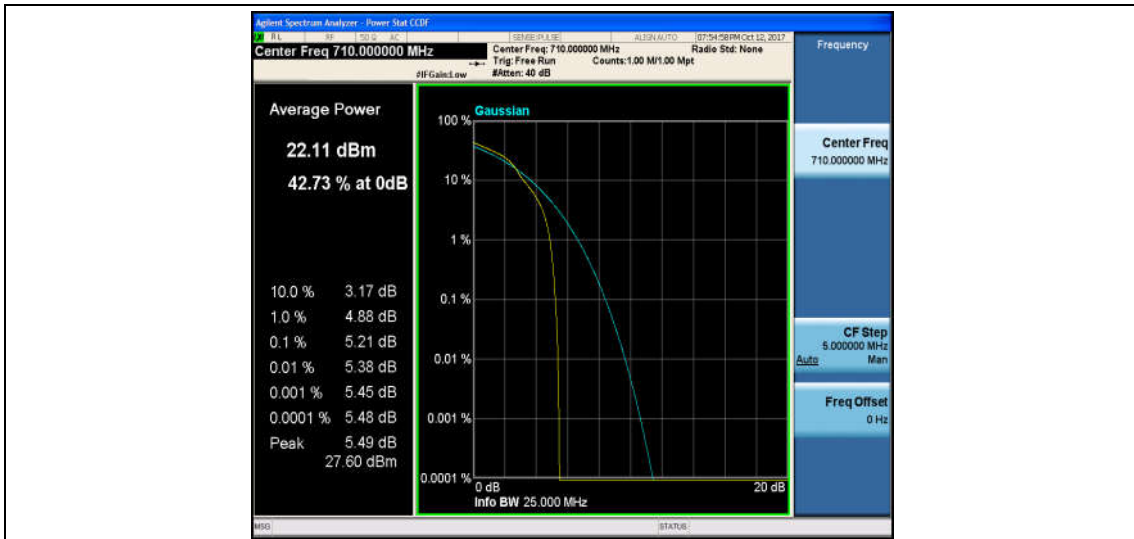 Agilent Spectrum Analyzer - Power Stat CCDF
RL RF 50 Ω AC SENSE:PULSE ALIGN AUTO 07:54:58 PM Oct 12, 2017
Center Freq 710.000000 MHz
Center Freq: 710.000000 MHz Radio Std: None
Trig: Free Run Counts:1.00 M/1.00 Mpt
#IFGain:Low #Atten: 40 dB
Frequency
Average Power
22.11 dBm
42.73 % at 0dB
10.0 % 3.17 dB
1.0 % 4.88 dB
0.1 % 5.21 dB
0.01 % 5.38 dB
0.001 % 5.45 dB
0.0001 % 5.48 dB
Peak 5.49 dB
27.60 dBm
Gaussian
100 %
10 %
1 %
0.1 %
0.01 %
0.001 %
0.0001 %
0 dB 20 dB
Info BW 25.000 MHz
Center Freq
710.000000 MHz
CF Step
5.000000 MHz
Auto Man
Freq Offset
0 Hz
MSG STATUS